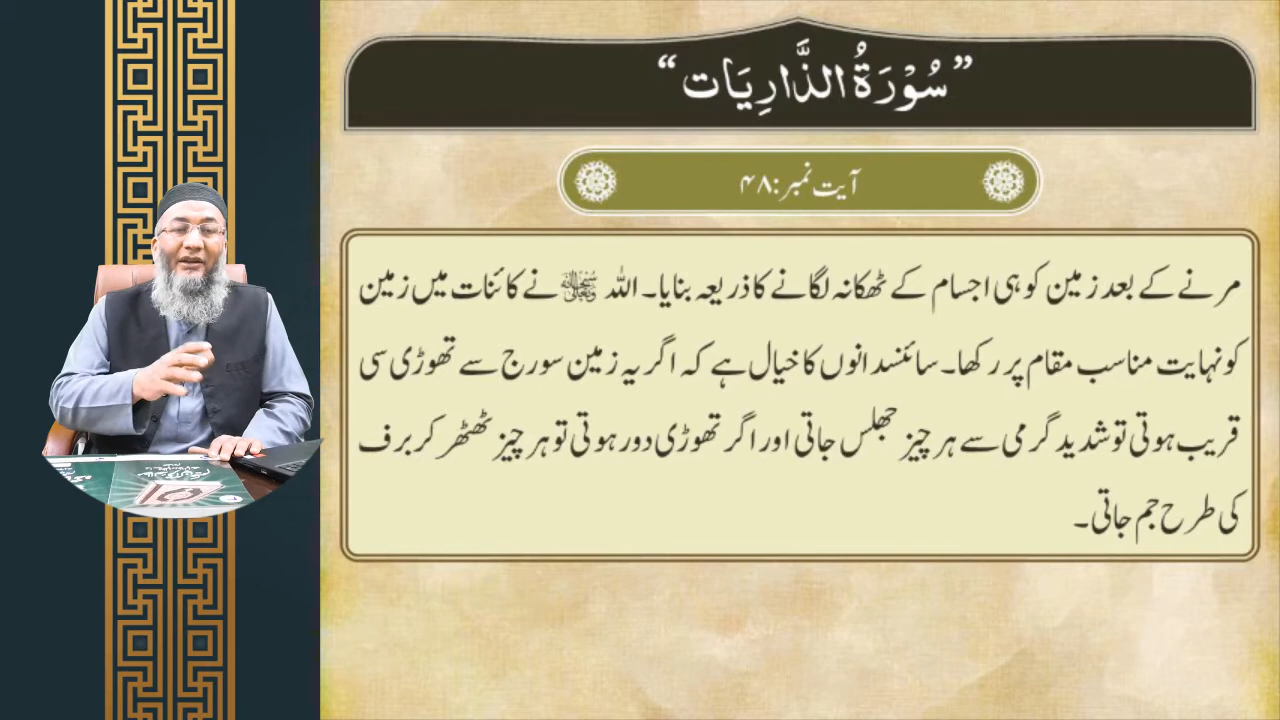 ”سُوْرَةُ الذَّارِيَات“
آیت نمبر: ۴۸
مرنے کے بعد زمین کو ہی اجسام کے ٹھکانہ لگانے کا ذریعہ بنایا۔ اللہ نے کائنات میں زمین
کو نہایت مناسب مقام پر رکھا۔ سائنسدانوں کا خیال ہے کہ اگر یہ زمین سورج سے تھوڑی سی
قریب ہوتی تو شدید گرمی سے ہر چیز جھلس جاتی اور اگر تھوڑی دور ہوتی تو ہر چیز ٹھٹھر کر برف
کی طرح جم جاتی۔